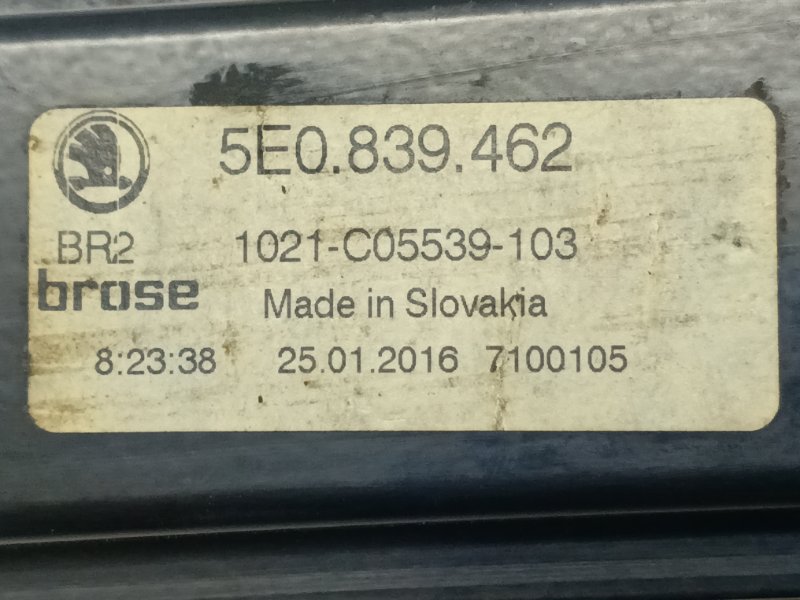 5E0.839.462
BR2 1021-C05539-103
brose Made in Slovakia
8:23:38 25.01.2016 7100105